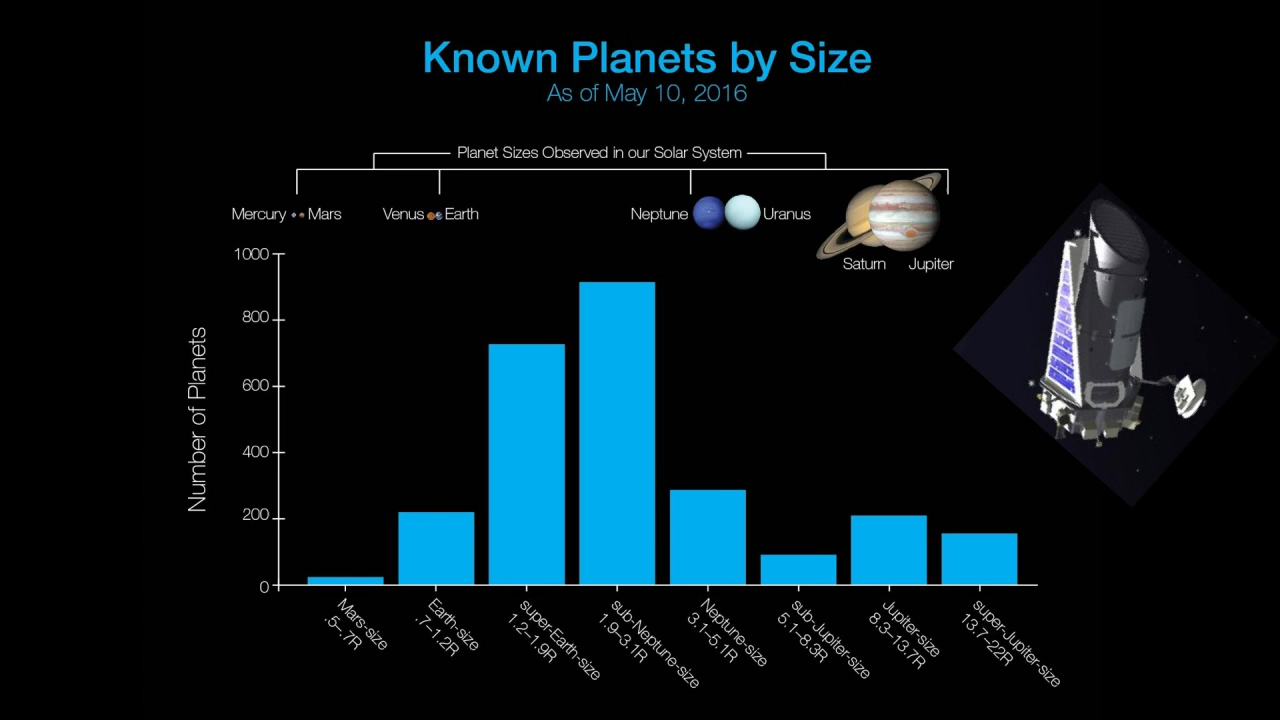 Known Planets by Size
As of May 10, 2016
Planet Sizes Observed in our Solar System
Mercury Mars
Venus Earth
Neptune Uranus
Saturn Jupiter
Number of Planets
1000
800
600
400
200
0
Mars-size
.5–.7R
Earth-size
.7–1.2R
super-Earth-size
1.2–1.9R
sub-Neptune-size
1.9–3.1R
Neptune-size
3.1–5.1R
sub-Jupiter-size
5.1–8.3R
Jupiter-size
8.3–13.7R
super-Jupiter-size
13.7–22R